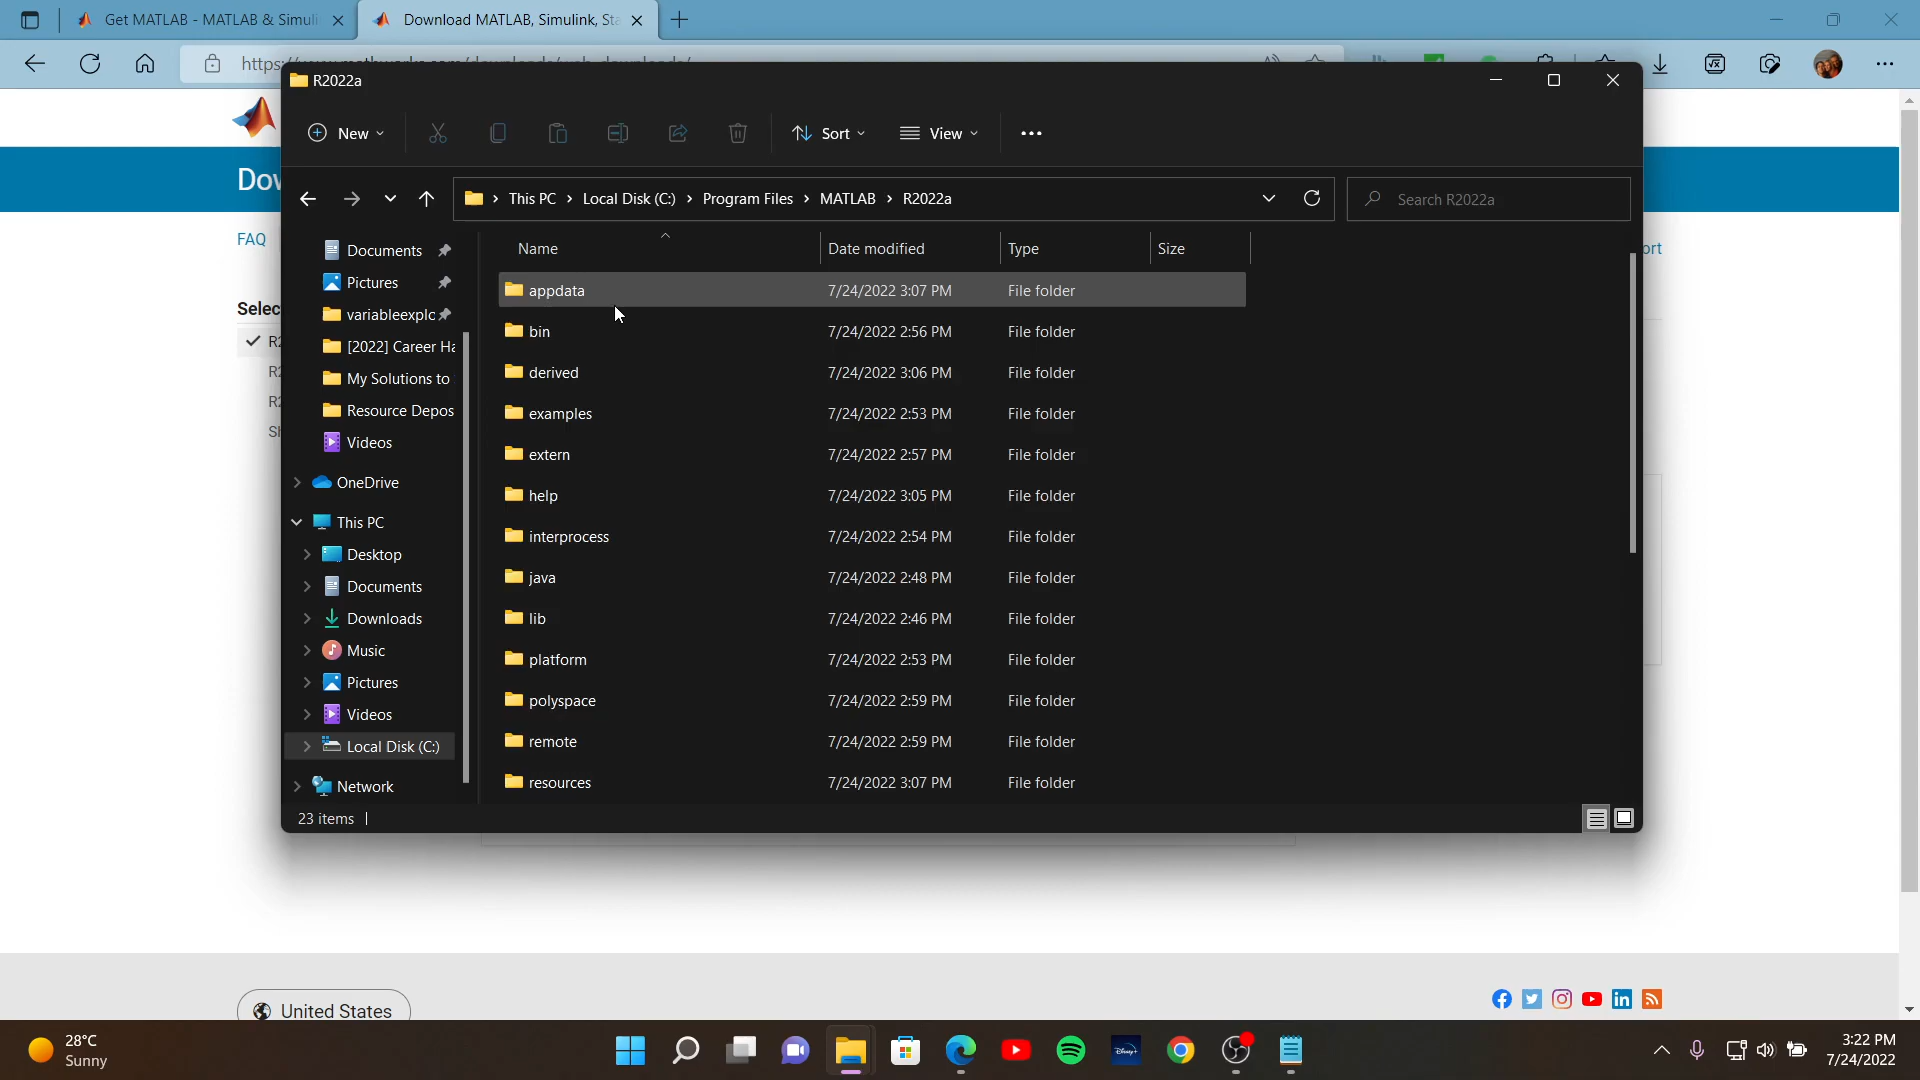 Get MATLAB - MATLAB & Simuli
Download MATLAB, Simulink, Sta
R2022a
New
Sort
View
This PC
Local Disk (C:)
Program Files
MATLAB
R2022a
Search R2022a
Dow
FAQ
ort
Selec
Documents
Pictures
variableexplo
[2022] Career Ha
My Solutions to
Resource Depos
Videos
OneDrive
This PC
Desktop
Documents
Downloads
Music
Pictures
Videos
Local Disk (C:)
Network
Name Date modified Type Size
appdata 7/24/2022 3:07 PM File folder
bin 7/24/2022 2:56 PM File folder
derived 7/24/2022 3:06 PM File folder
examples 7/24/2022 2:53 PM File folder
extern 7/24/2022 2:57 PM File folder
help 7/24/2022 3:05 PM File folder
interprocess 7/24/2022 2:54 PM File folder
java 7/24/2022 2:48 PM File folder
lib 7/24/2022 2:46 PM File folder
platform 7/24/2022 2:53 PM File folder
polyspace 7/24/2022 2:59 PM File folder
remote 7/24/2022 2:59 PM File folder
resources 7/24/2022 3:07 PM File folder
23 items
United States
28°C
Sunny
Disney+
3:22 PM
7/24/2022